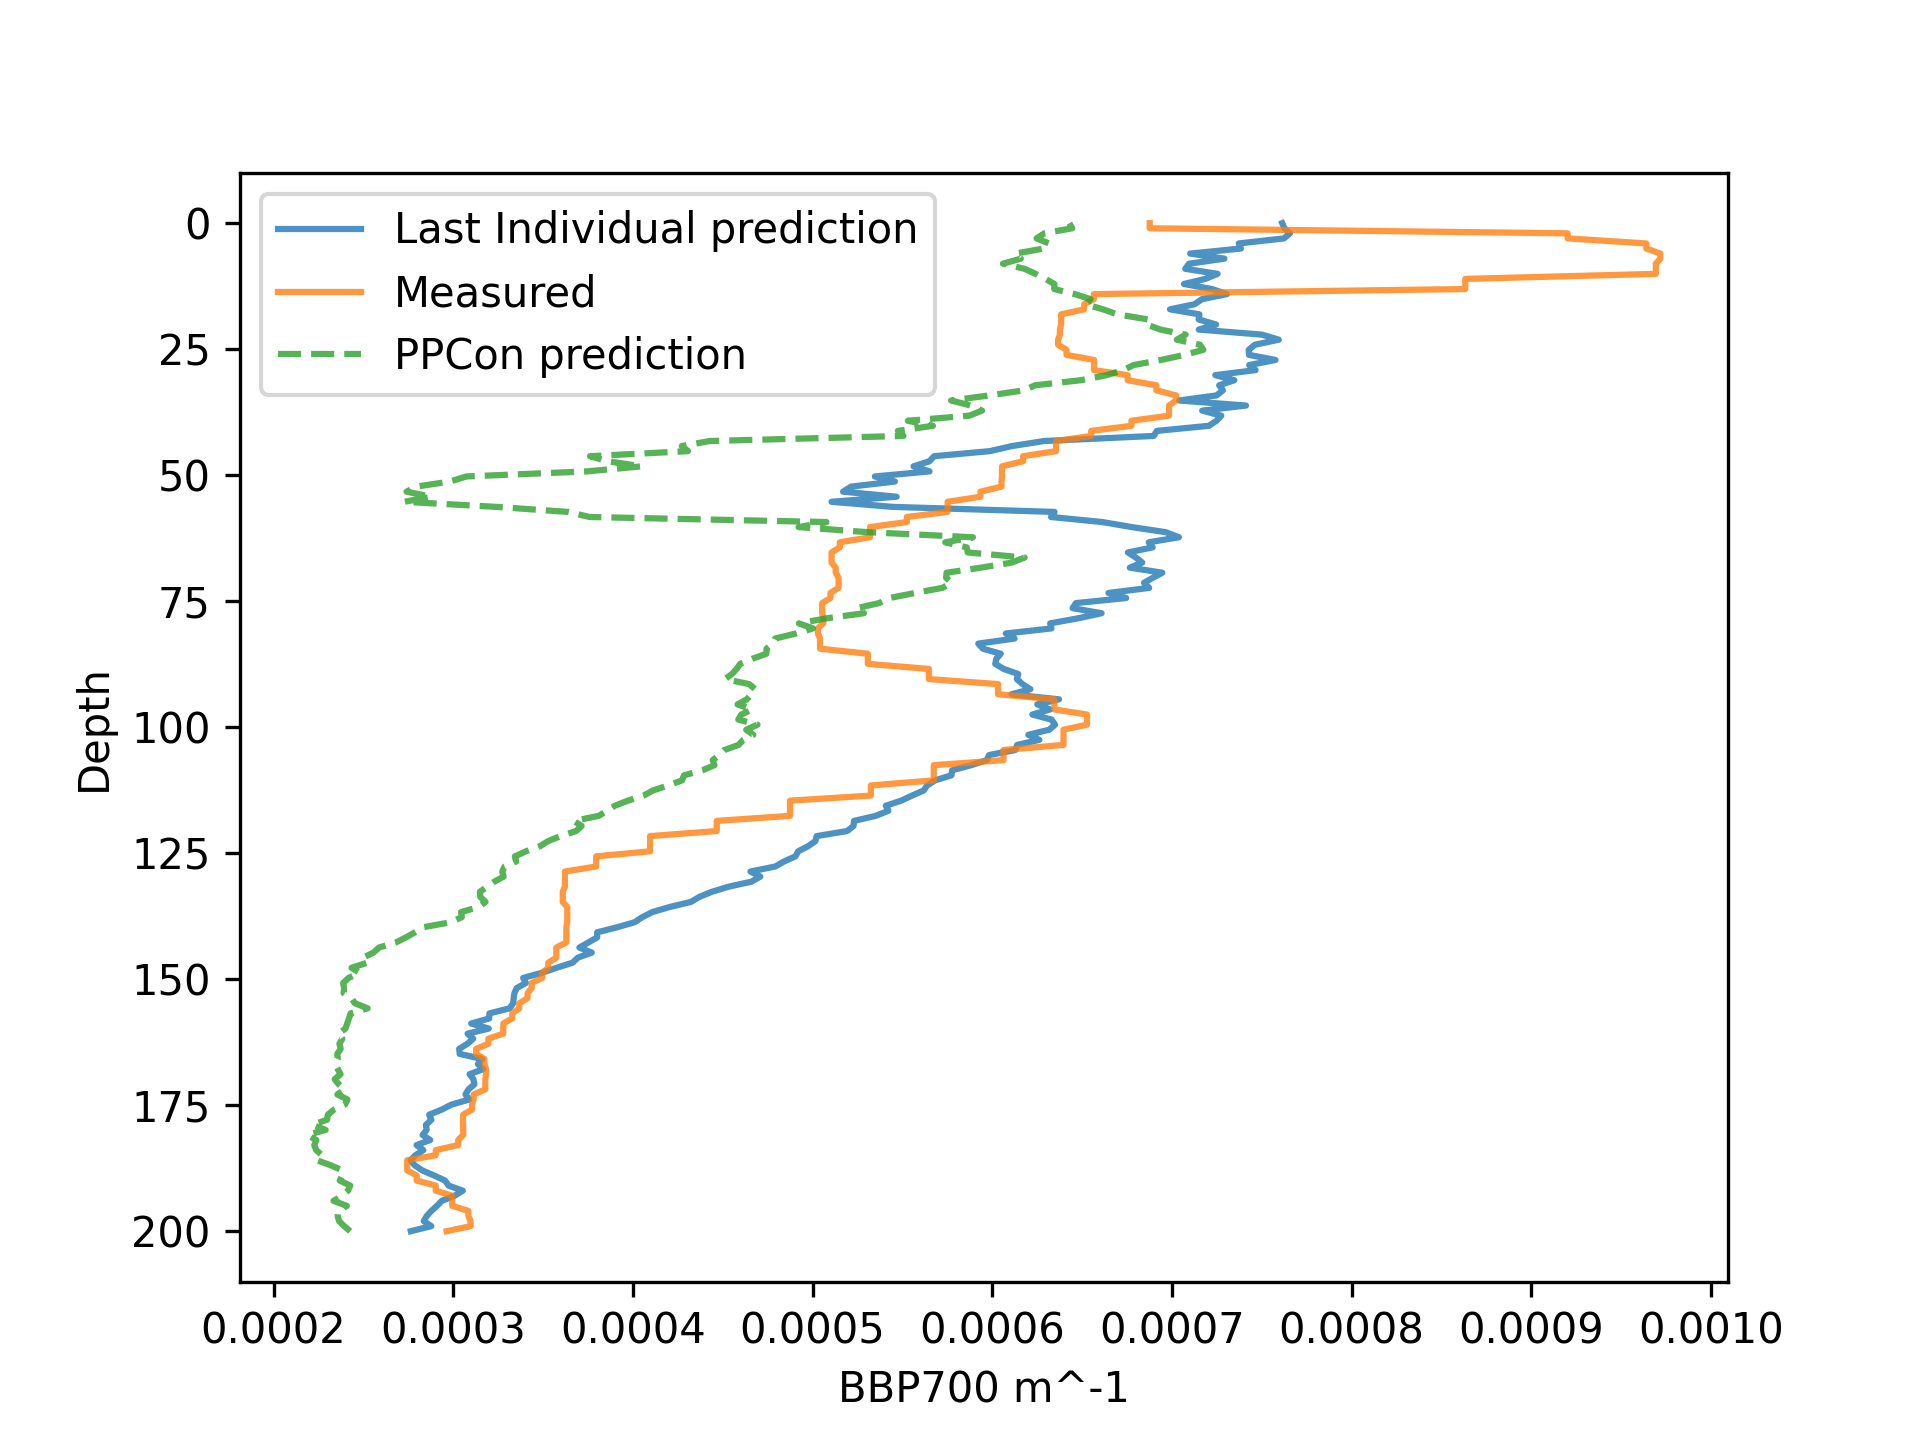 Last Individual prediction
Measured
PPCon prediction
0
25
50
75
100
125
150
175
200
Depth
0.0002 0.0003 0.0004 0.0005 0.0006 0.0007 0.0008 0.0009 0.0010
BBP700 m^-1